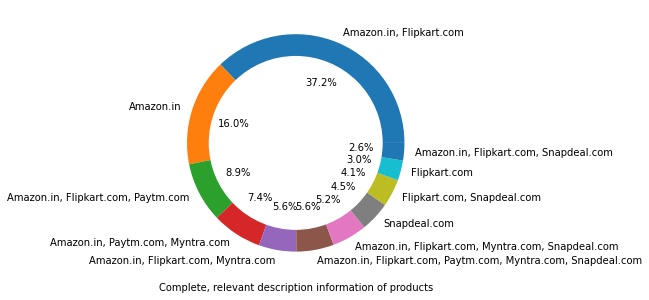 Amazon.in, Flipkart.com
37.2%
Amazon.in
16.0%
2.6%
Amazon.in, Flipkart.com, Snapdeal.com
3.0%
8.9%
4.1%
Flipkart.com
4.5%
Amazon.in, Flipkart.com, Paytm.com
7.4%
5.2%
Flipkart.com, Snapdeal.com
5.6%
5.6%
Snapdeal.com
Amazon.in, Paytm.com, Myntra.com
Amazon.in, Flipkart.com, Myntra.com, Snapdeal.com
Amazon.in, Flipkart.com, Myntra.com
Amazon.in, Flipkart.com, Paytm.com, Myntra.com, Snapdeal.com
Complete, relevant description information of products